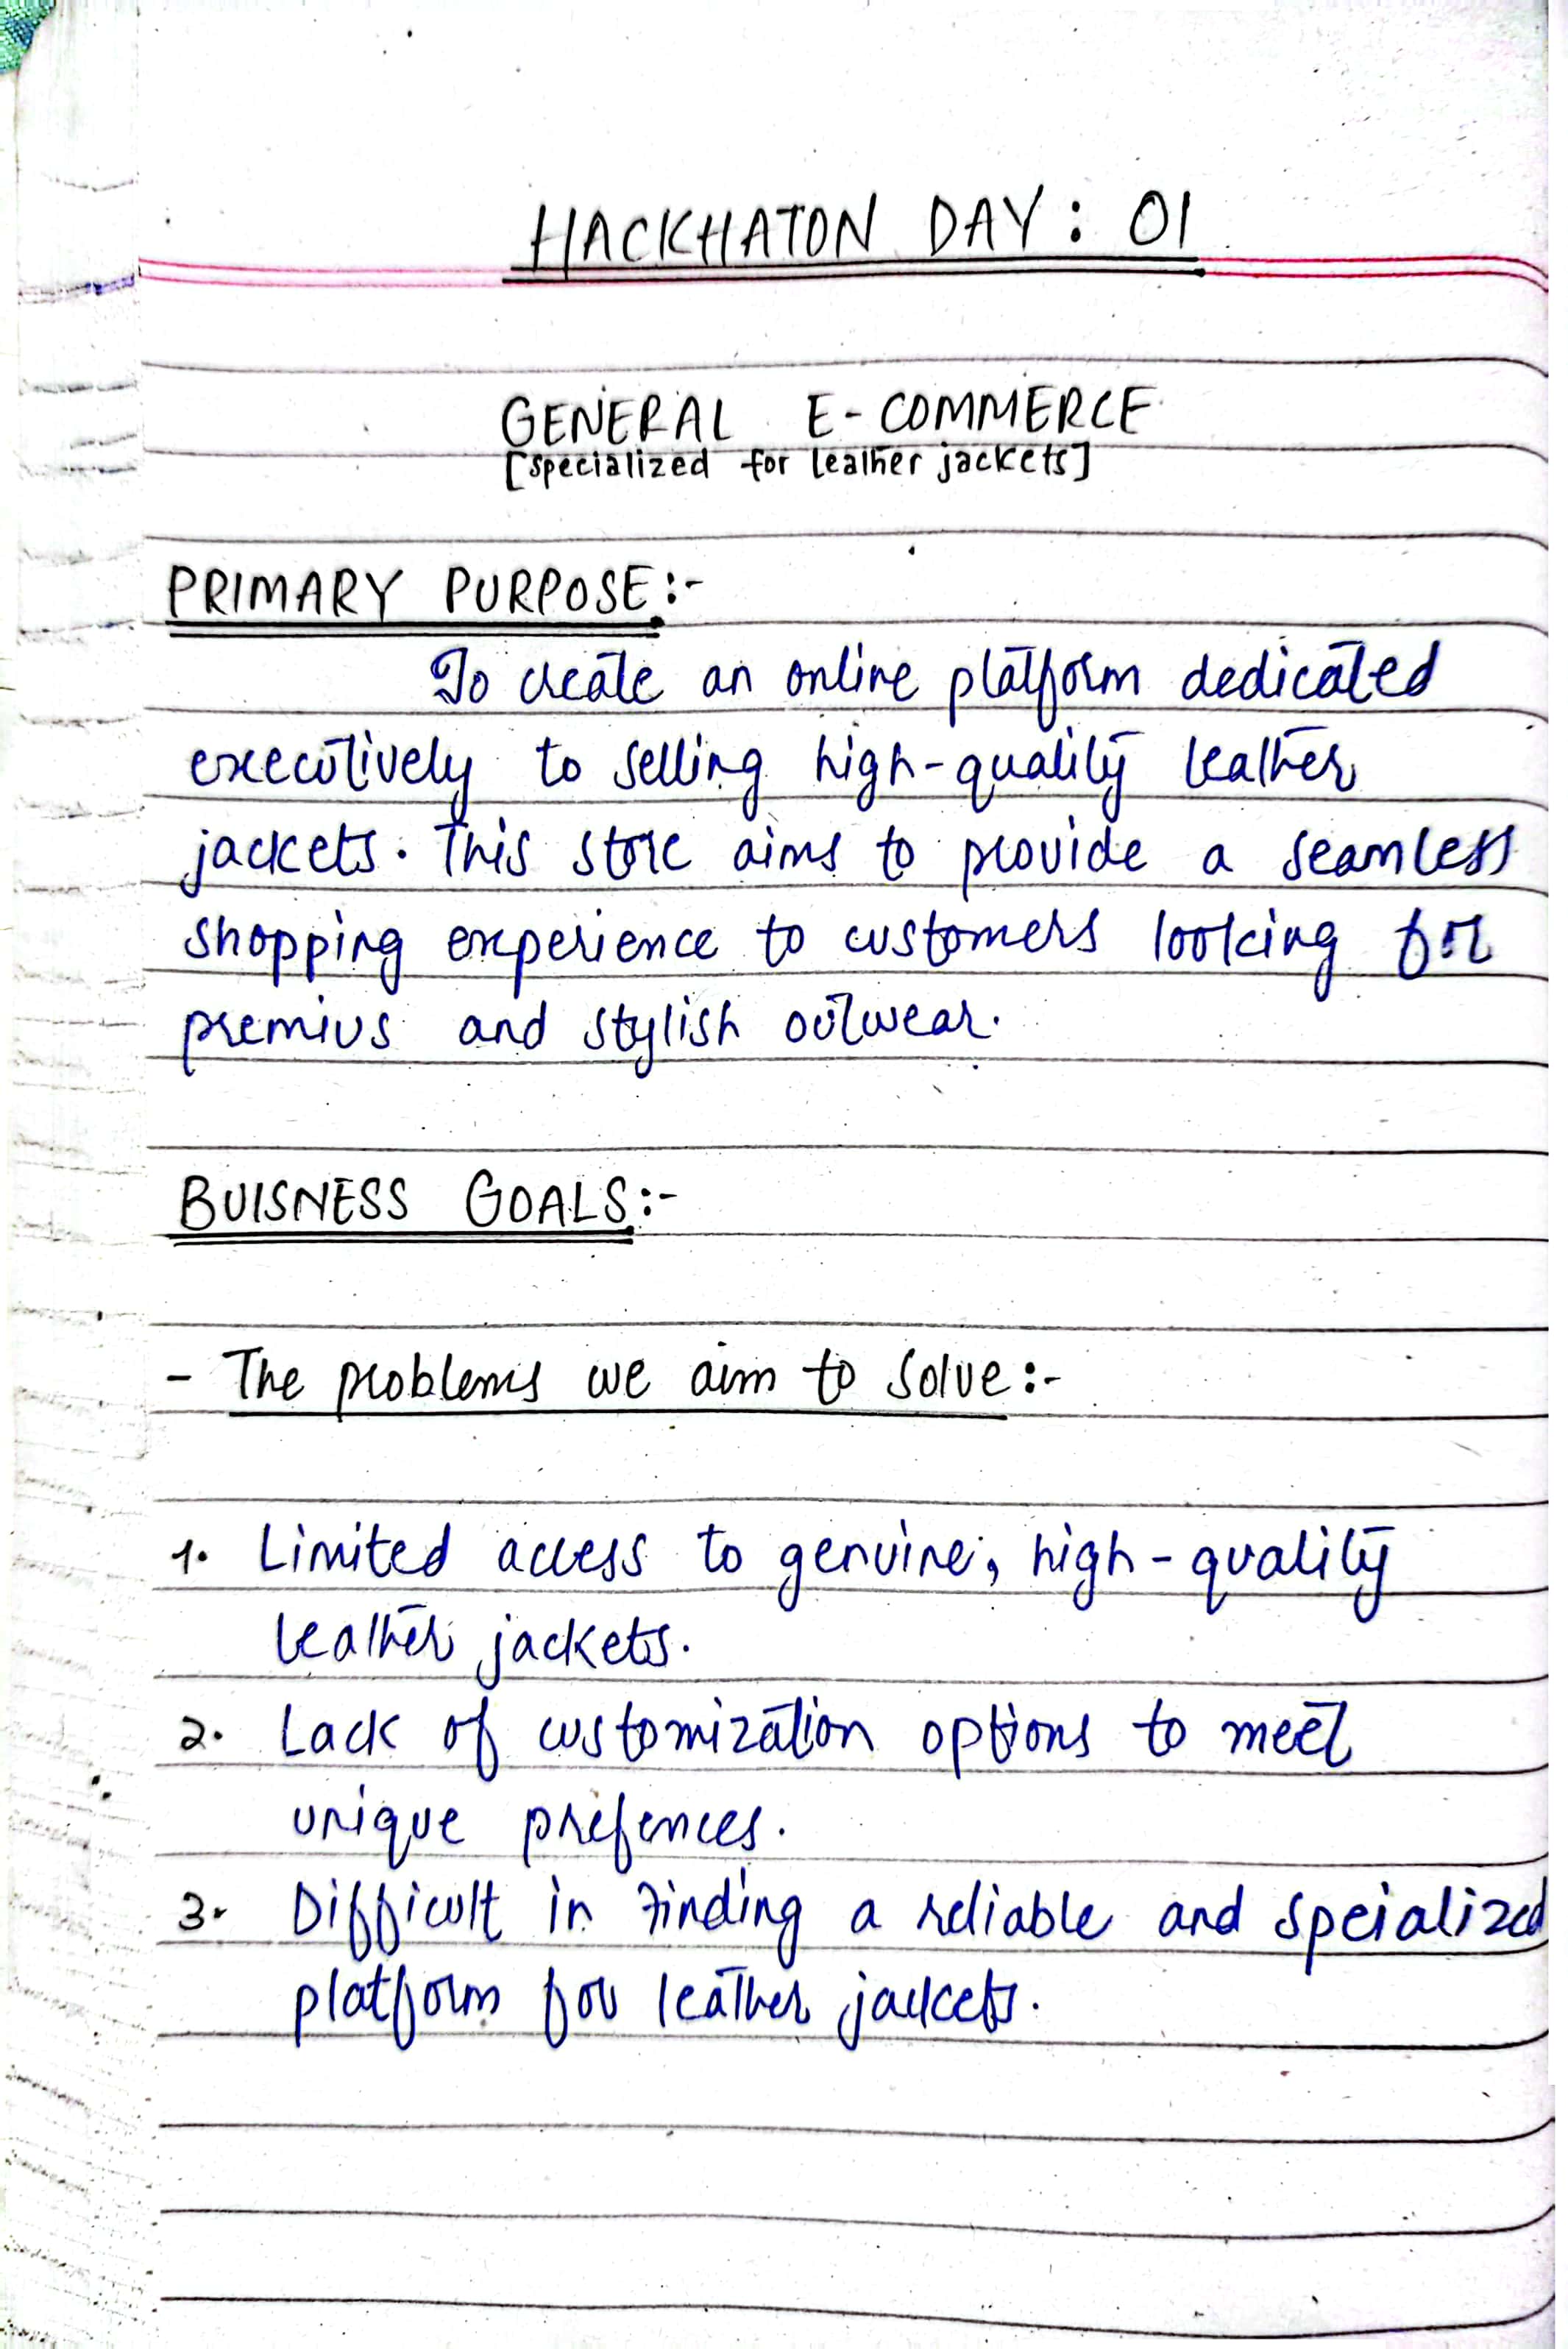 HACKHATON DAY: 01
GENERAL E-COMMERCE
[specialized for leather jackets]
PRIMARY PURPOSE:-
To create an online platform dedicated
executively to selling high-quality leather
jackets. This store aims to provide a seamless
shopping experience to customers looking for
premius and stylish outwear.
BUISNESS GOALS:-
- The problems we aim to solve:-
1. Limited access to genuine, high-quality
leather jackets.
2. Lack of customization options to meet
unique prefences.
3. Difficult in finding a reliable and speialized
platform for leather jackets.